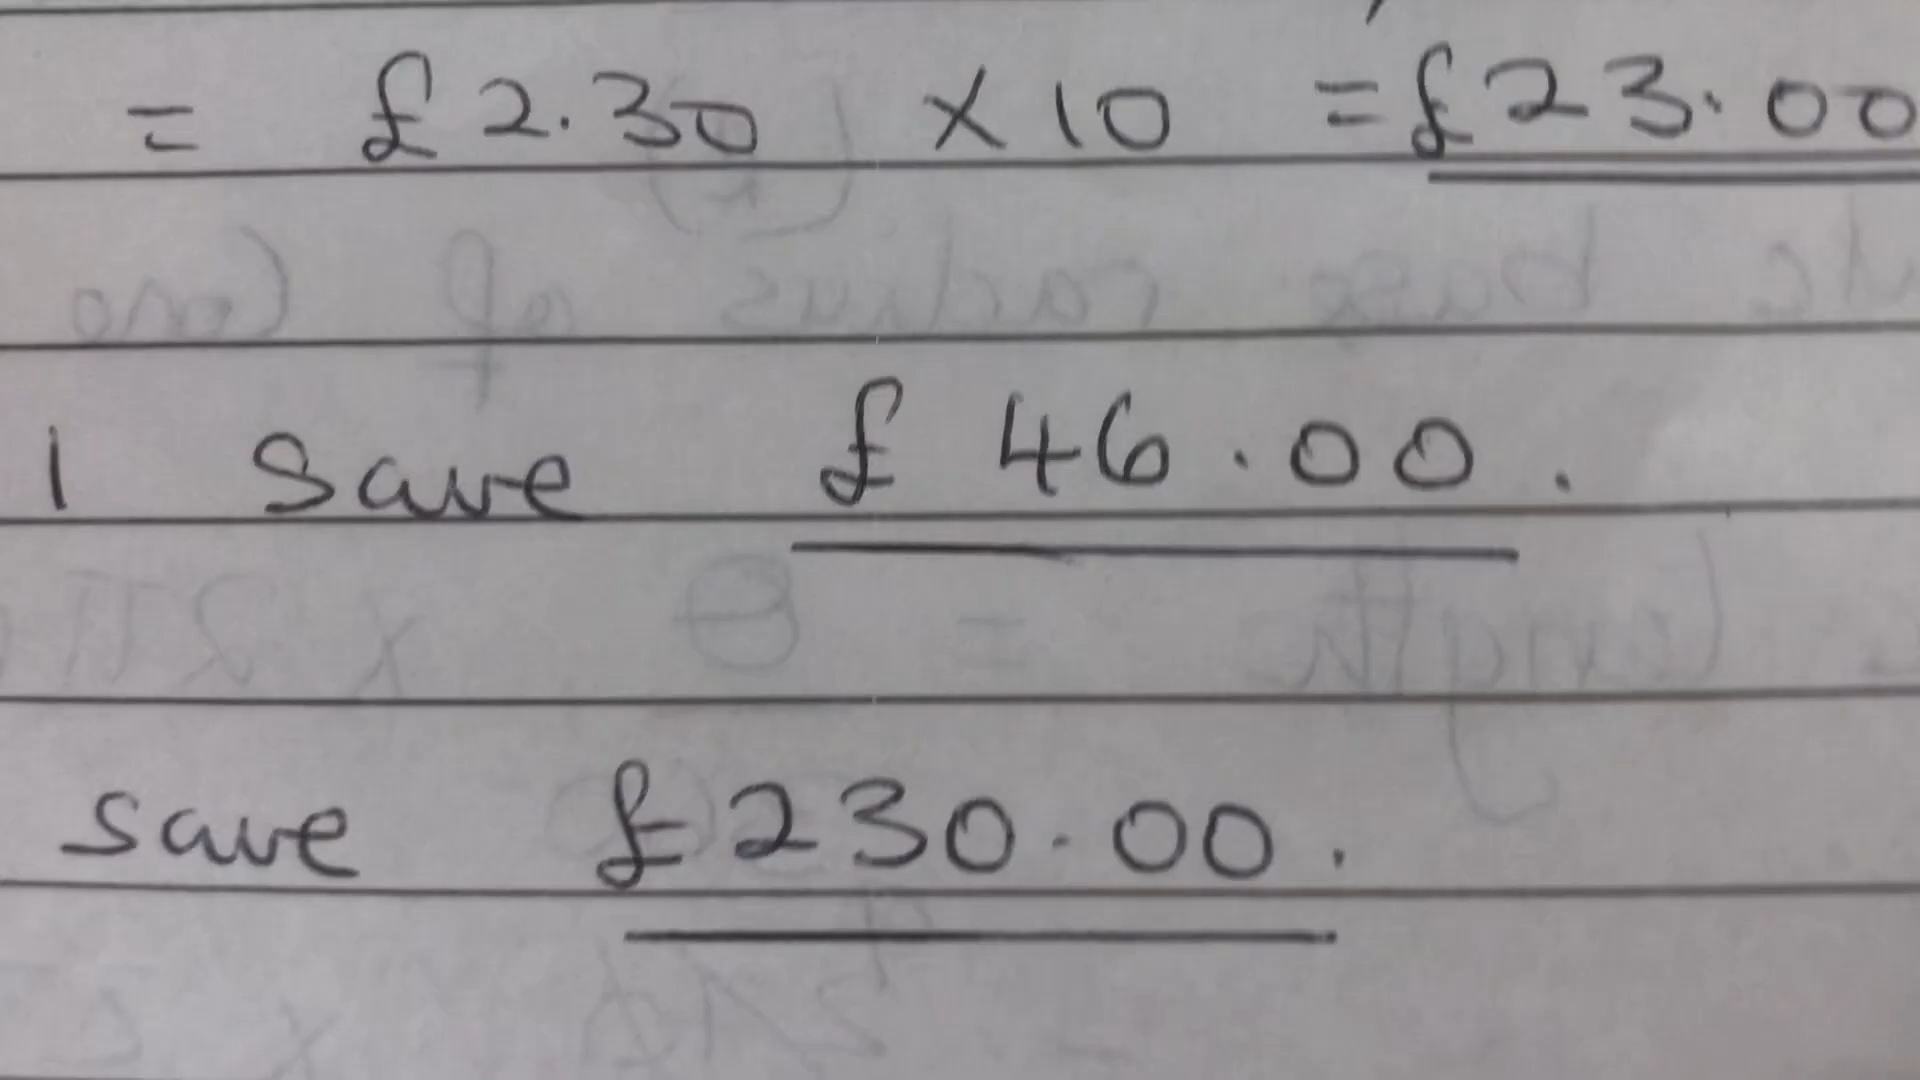 = £2.30 × 10 = £23.00
I save £46.00.
save £230.00.